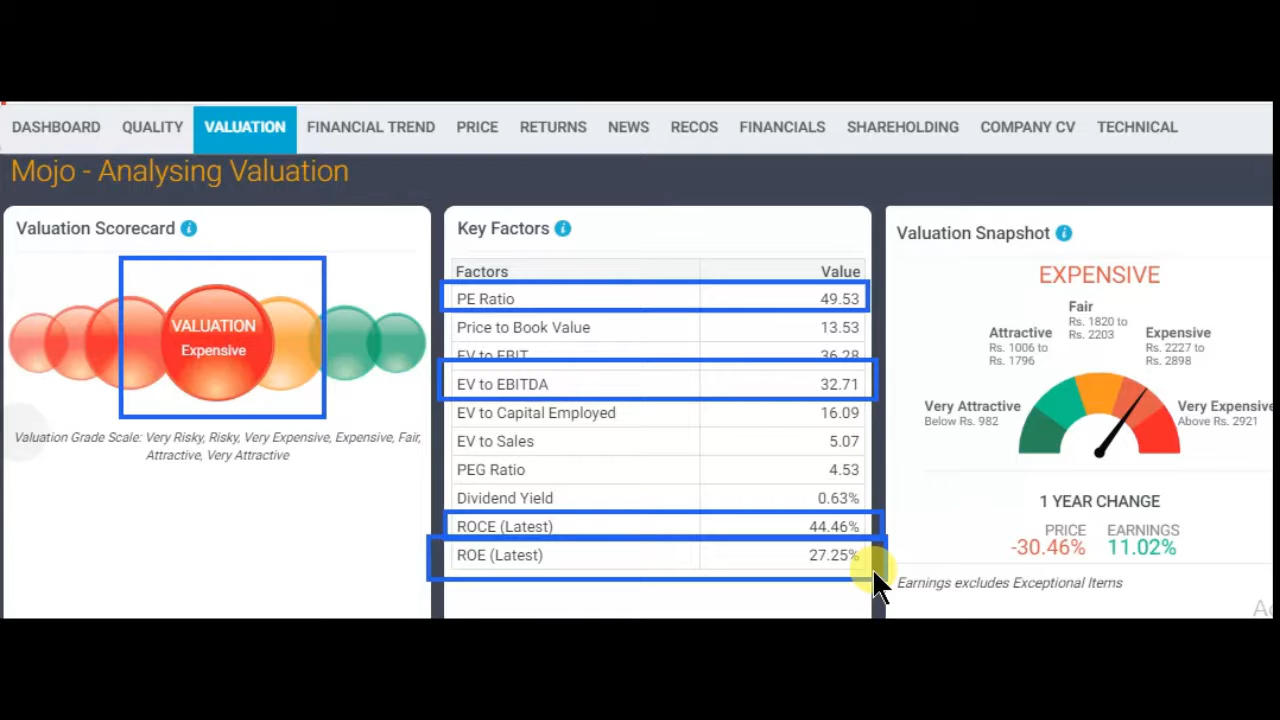 DASHBOARD QUALITY VALUATION FINANCIAL TREND PRICE RETURNS NEWS RECOS FINANCIALS SHAREHOLDING COMPANY CV TECHNICAL
Mojo - Analysing Valuation
Valuation Scorecard
VALUATION
Expensive
Valuation Grade Scale: Very Risky, Risky, Very Expensive, Expensive, Fair,
Attractive, Very Attractive
Key Factors
Factors Value
PE Ratio 49.53
Price to Book Value 13.53
EV to EBIT 36.28
EV to EBITDA 32.71
EV to Capital Employed 16.09
EV to Sales 5.07
PEG Ratio 4.53
Dividend Yield 0.63%
ROCE (Latest) 44.46%
ROE (Latest) 27.25%
Valuation Snapshot
EXPENSIVE
Fair
Rs. 1820 to
Rs. 2203
Attractive
Rs. 1006 to
Rs. 1796
Expensive
Rs. 2227 to
Rs. 2898
Very Attractive
Below Rs. 982
Very Expensive
Above Rs. 2921
1 YEAR CHANGE
PRICE EARNINGS
-30.46% 11.02%
Earnings excludes Exceptional Items